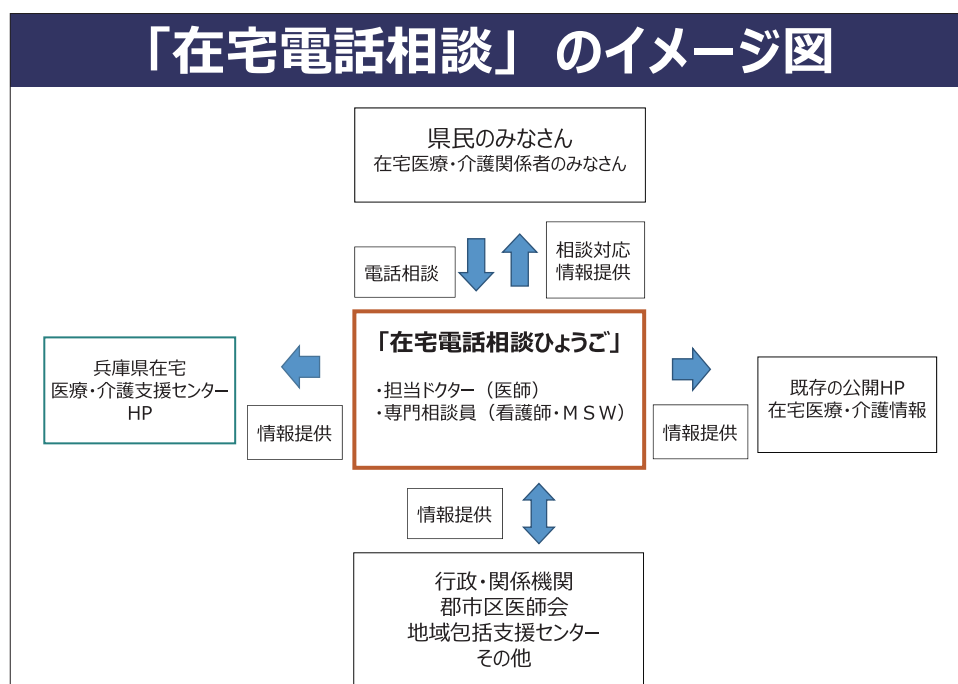 「在宅電話相談」のイメージ図
県民のみなさん
在宅医療・介護関係者のみなさん
電話相談
相談対応
情報提供
「在宅電話相談ひょうご」
・担当ドクター（医師）
・専門相談員（看護師・ＭＳＷ）
兵庫県在宅
医療・介護支援センター
HP
情報提供
情報提供
既存の公開HP
在宅医療・介護情報
情報提供
行政・関係機関
郡市区医師会
地域包括支援センター
その他